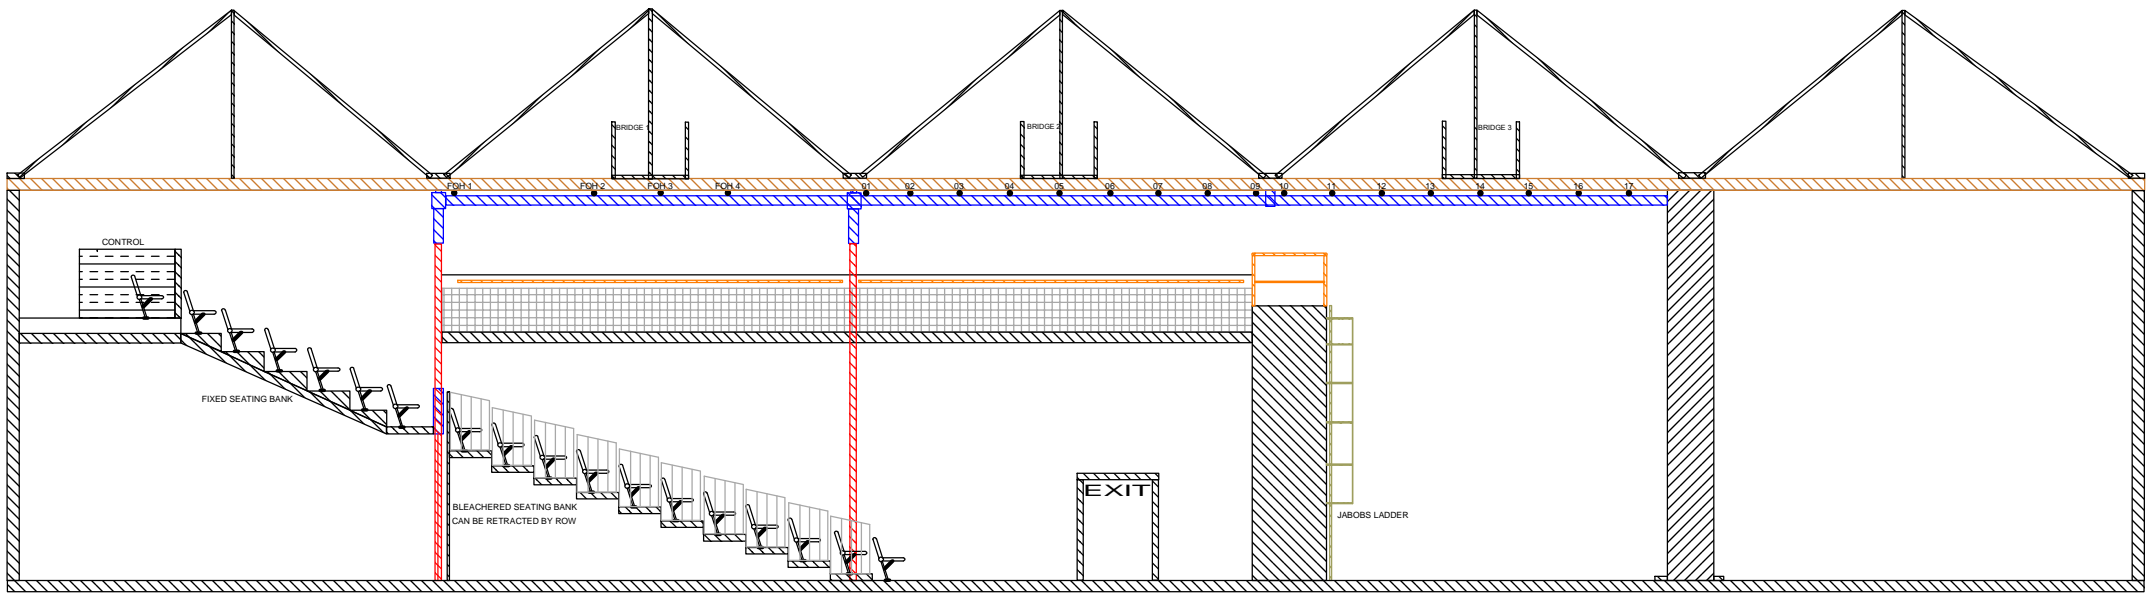 BRIDGE 1
BRIDGE 2
BRIDGE 3
FOH 1
FOH 2
FOH 3
FOH 4
01
02
03
04
05
06
07
08
09
10
11
12
13
14
15
16
17
CONTROL
FIXED SEATING BANK
BLEACHERED SEATING BANK
CAN BE RETRACTED BY ROW
EXIT
JABOBS LADDER